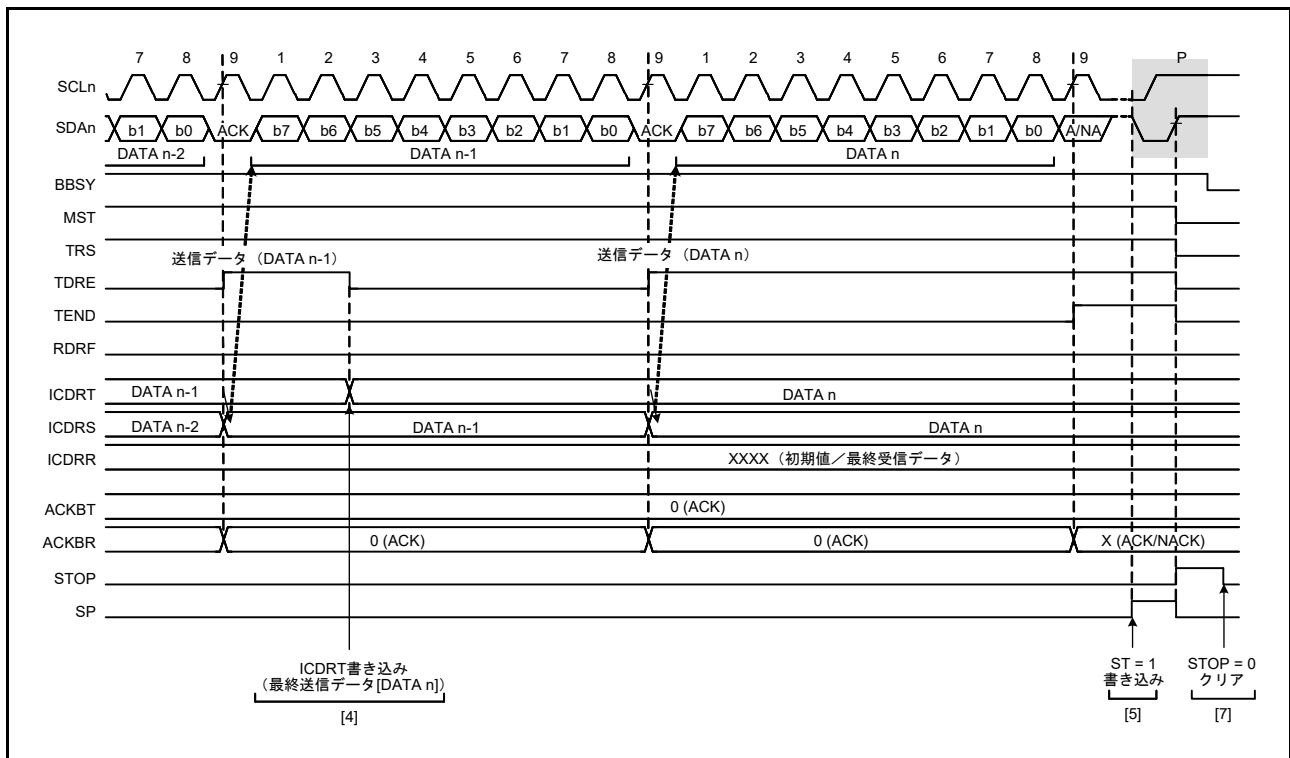 7 8 9 1 2 3 4 5 6 7 8 9 1 2 3 4 5 6 7 8 9 P
SCLn
SDAn b1 b0 ACK b7 b6 b5 b4 b3 b2 b1 b0 ACK b7 b6 b5 b4 b3 b2 b1 b0 A/NA
DATA n-2 DATA n-1 DATA n
BBSY
MST
TRS
送信データ（DATA n-1） 送信データ（DATA n）
TDRE
TEND
RDRF
ICDRT DATA n-1 DATA n
ICDRS DATA n-2 DATA n-1 DATA n
ICDRR XXXX（初期値／最終受信データ）
ACKBT 0 (ACK)
ACKBR 0 (ACK) 0 (ACK) X (ACK/NACK)
STOP
SP
ICDRT書き込み
（最終送信データ[DATA n]）
[4]
ST = 1
書き込み
[5]
STOP = 0
クリア
[7]